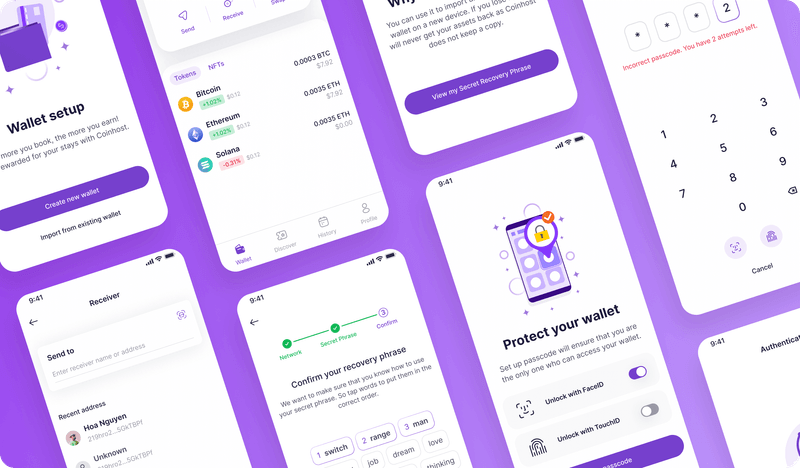 Wallet setup
more you book, the more you earn!
ewarded for your stays with Coinhost.
Create new wallet
Import from existing wallet
Send
Receive
Tokens
NFTs
Bitcoin
+1.02%
$0.12
0.0003 BTC
$7.92
Ethereum
+1.02%
$0.12
0.0035 ETH
$7.92
Solana
-0.31%
$0.12
0.0035 ETH
$0.00
Wallet
Discover
History
Profile
You can use it to import
wallet on a new device. If you lose
will never get your assets back as Coinhost
does not keep a copy.
View my Secret Recovery Phrase
* * * 2
Incorrect passcode. You have 2 attempts left.
1 2 3
4 5 6
7 8 9
0
Cancel
9:41
Receiver
Send to
Enter receiver name or address
Recent address
Hoa Nguyen
219hro2...5GkTBPf
Unknown
9:41
3
Network
Secret Phrase
Confirm
Confirm your recovery phrase
We want to make sure that you know how to use
your secret phrase. So tap words to put them in the
correct order.
1 switch
2 range
3 man
job
dream
love
thinking
9:41
Protect your wallet
Set up passcode will ensure that you are
the only one who can access your wallet.
Unlock with FaceID
Unlock with TouchID
passcode
9:41